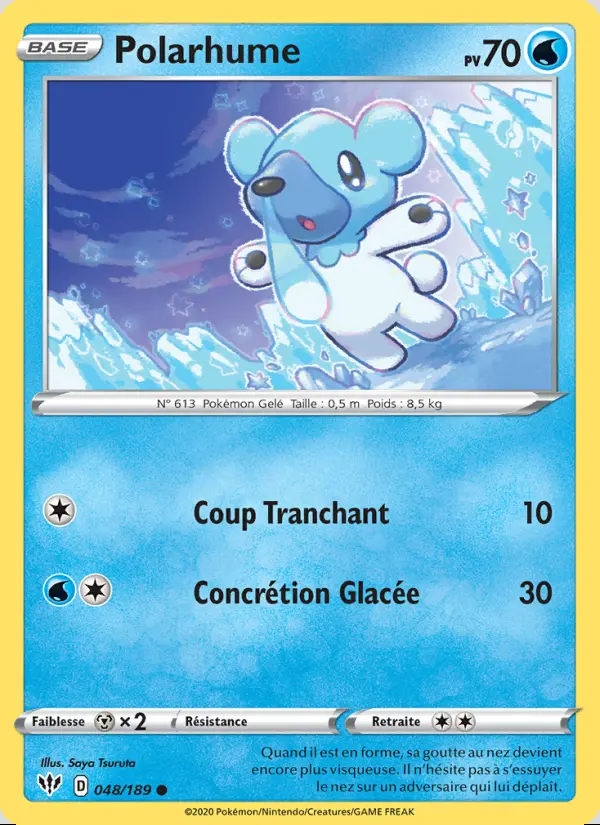 BASE Polarhume PV 70
N° 613 Pokémon Gelé Taille : 0,5 m Poids : 8,5 kg
Coup Tranchant 10
Concrétion Glacée 30
Faiblesse ×2 Résistance Retraite
Illus. Saya Tsuruta
D 048/189
Quand il est en forme, sa goutte au nez devient
encore plus visqueuse. Il n'hésite pas à s'essuyer
le nez sur un adversaire qui lui déplait.
©2020 Pokémon/Nintendo/Creatures/GAME FREAK